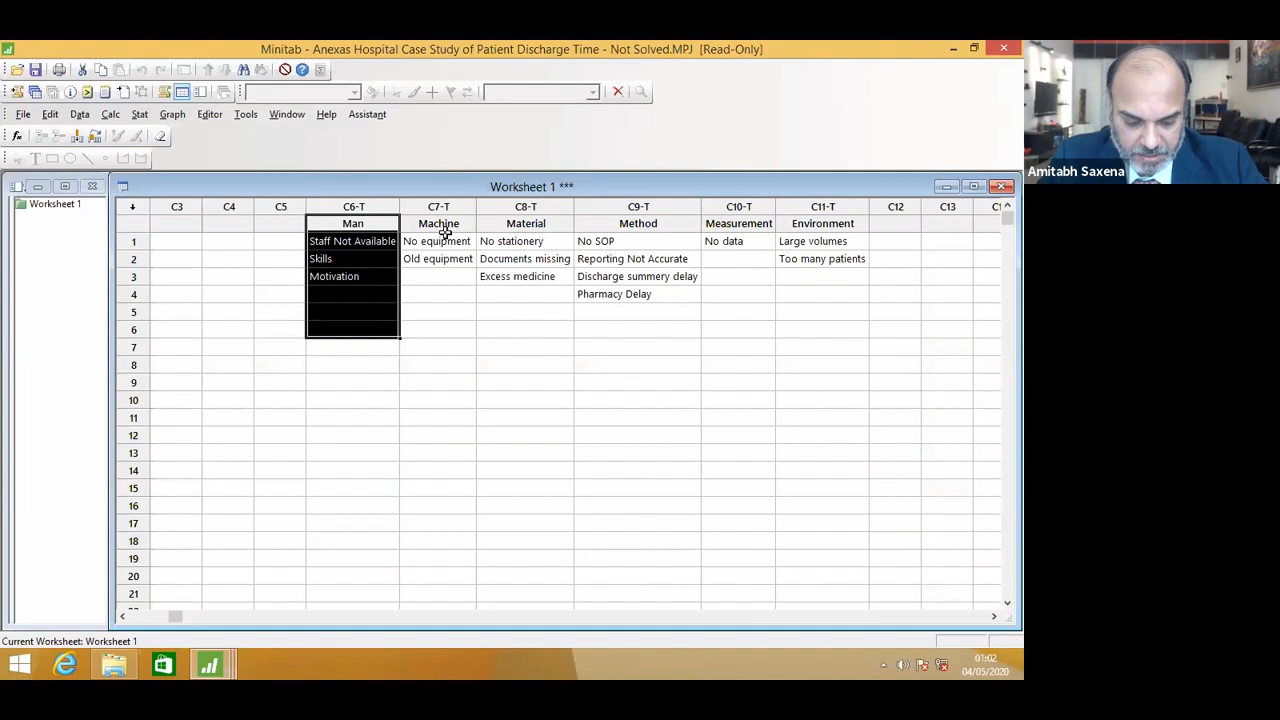 Minitab - Anexas Hospital Case Study of Patient Discharge Time - Not Solved.MPJ [Read-Only]
File Edit Data Calc Stat Graph Editor Tools Window Help Assistant
Worksheet 1 ***
Worksheet 1
C3 C4 C5 C6-T C7-T C8-T C9-T C10-T C11-T C12 C13
Man Machine Material Method Measurement Environment
1 Staff Not Available No equipment No stationery No SOP No data Large volumes
2 Skills Old equipment Documents missing Reporting Not Accurate Too many patients
3 Motivation Excess medicine Discharge summery delay
4 Pharmacy Delay
5
6
7
8
9
10
11
12
13
14
15
16
17
18
19
20
21
Current Worksheet: Worksheet 1
01:02
04/05/2020
Amitabh Saxena